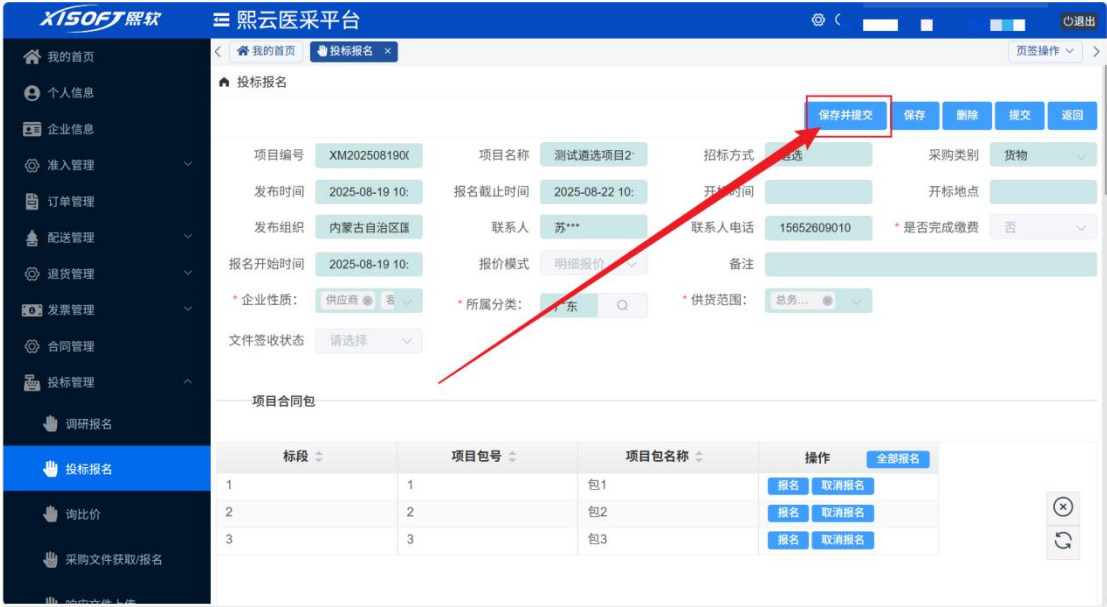 XISOFT熙软
熙云医采平台
退出
我的首页
投标报名 ×
页签操作
我的首页
个人信息
企业信息
准入管理
订单管理
配送管理
退货管理
发票管理
合同管理
投标管理
调研报名
投标报名
询比价
采购文件获取/报名
投标报名
保存并提交 保存 删除 提交 返回
项目编号 XM202508190( 项目名称 测试遴选项目2 招标方式 遴选 采购类别 货物
发布时间 2025-08-19 10: 报名截止时间 2025-08-22 10: 开标时间 开标地点
发布组织 内蒙古自治区国 联系人 苏*** 联系人电话 15652609010 * 是否完成缴费 否
报名开始时间 2025-08-19 10: 报价模式 明细报价 备注
* 企业性质： 供应商 客 * 所属分类： 东 * 供货范围： 总务...
文件签收状态 请选择
项目合同包
标段 项目包号 项目包名称 操作 全部报名
1 1 包1 报名 取消报名
2 2 包2 报名 取消报名
3 3 包3 报名 取消报名